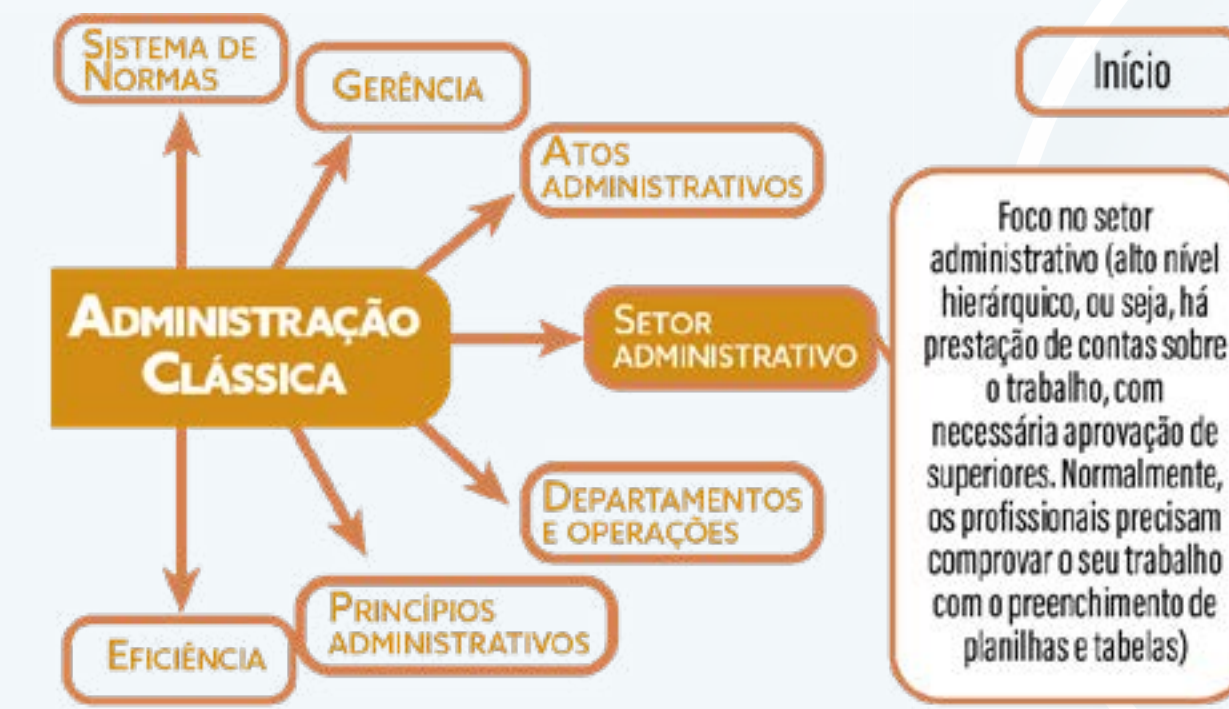 SISTEMA DE
NORMAS
GERÊNCIA
Início
ATOS
ADMINISTRATIVOS
ADMINISTRAÇÃO
CLÁSSICA
SETOR
ADMINISTRATIVO
Foco no setor
administrativo (alto nível
hierárquico, ou seja, há
prestação de contas sobre
o trabalho, com
necessária aprovação de
superiores. Normalmente,
os profissionais precisam
comprovar o seu trabalho
com o preenchimento de
planilhas e tabelas)
DEPARTAMENTOS
E OPERAÇÕES
PRINCÍPIOS
ADMINISTRATIVOS
EFICIÊNCIA